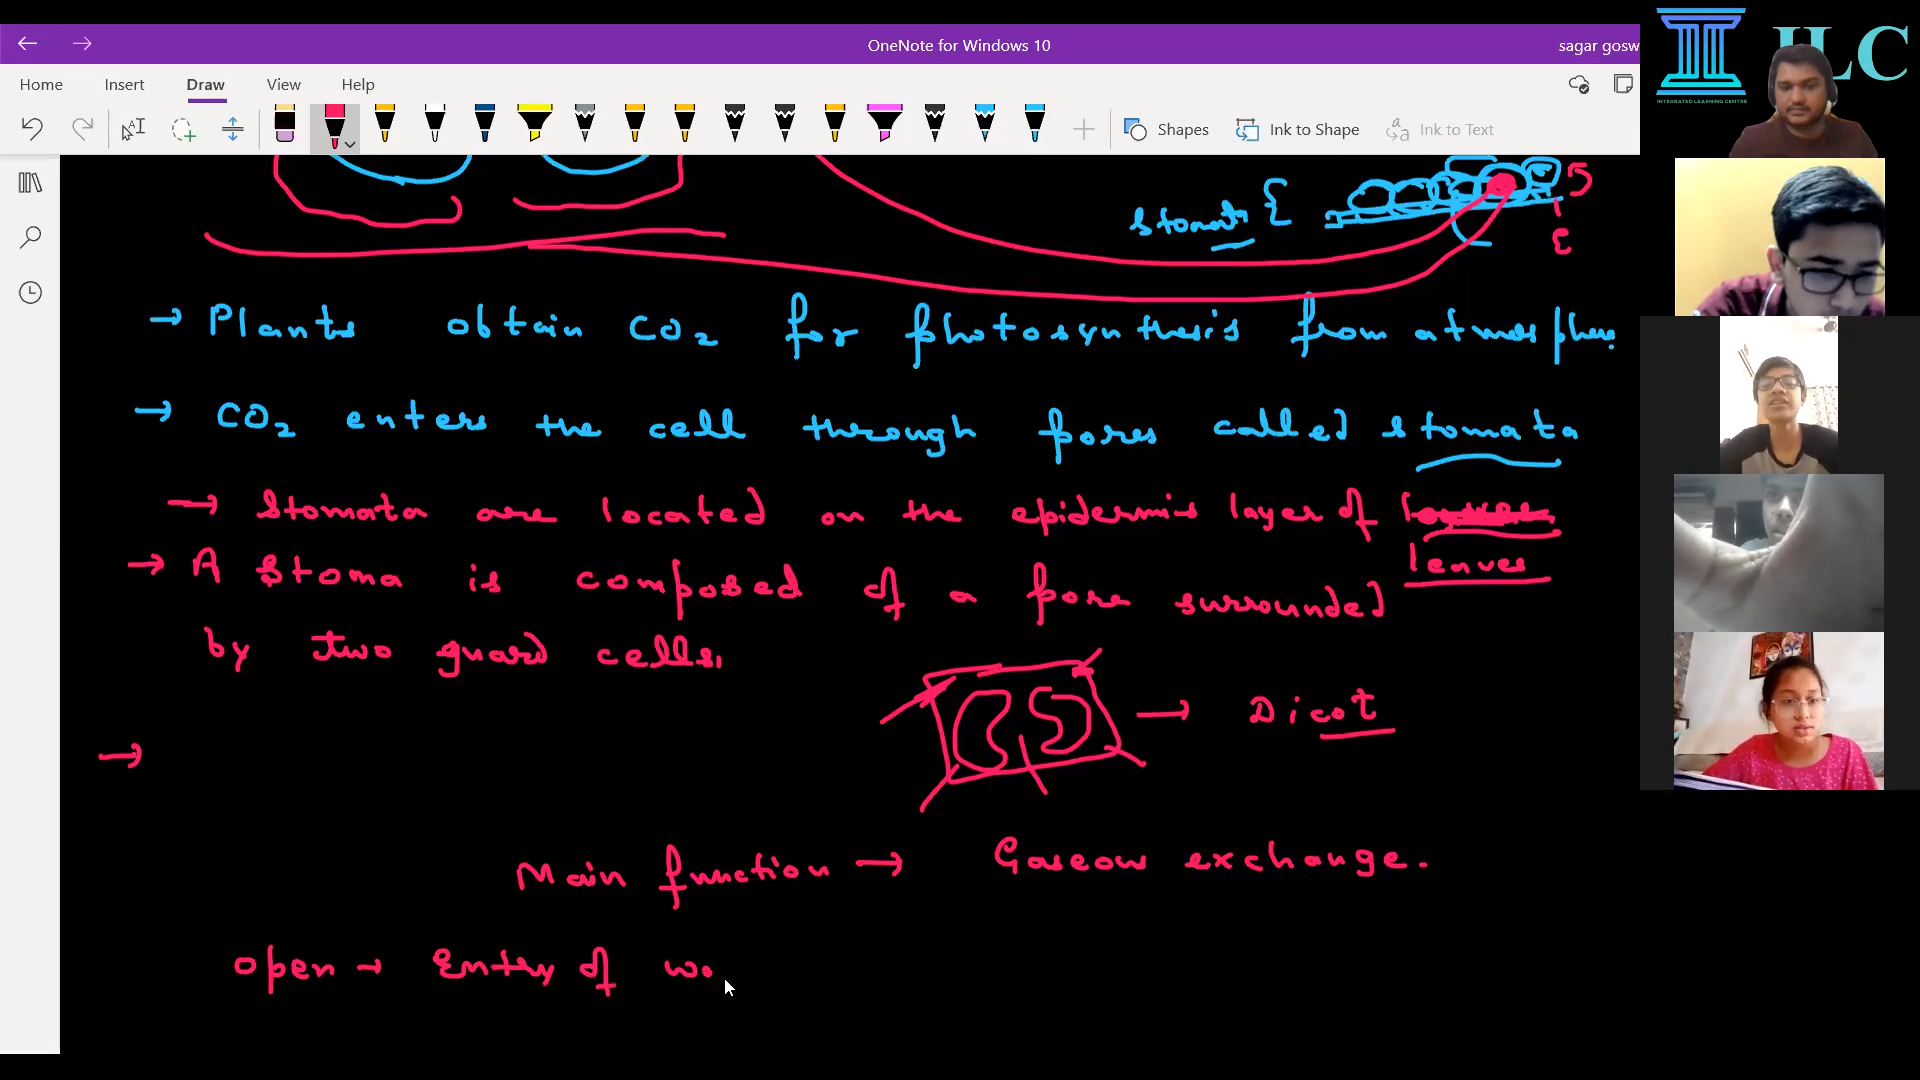 OneNote for Windows 10
sagar gosw
ILC
INTEGRATED LEARNING CENTRE
Home Insert Draw View Help
Shapes Ink to Shape Ink to Text
stomata {
→ Plants obtain CO₂ for photosynthesis from atmosphere
→ CO₂ enters the cell through pores called stomata
→ Stomata are located on the epidermis layer of
leaves
→ A Stoma is composed of a pore surrounded
by two guard cells.
→ Dicot
→
Main function → Gaseous exchange.
Open → Entry of wa